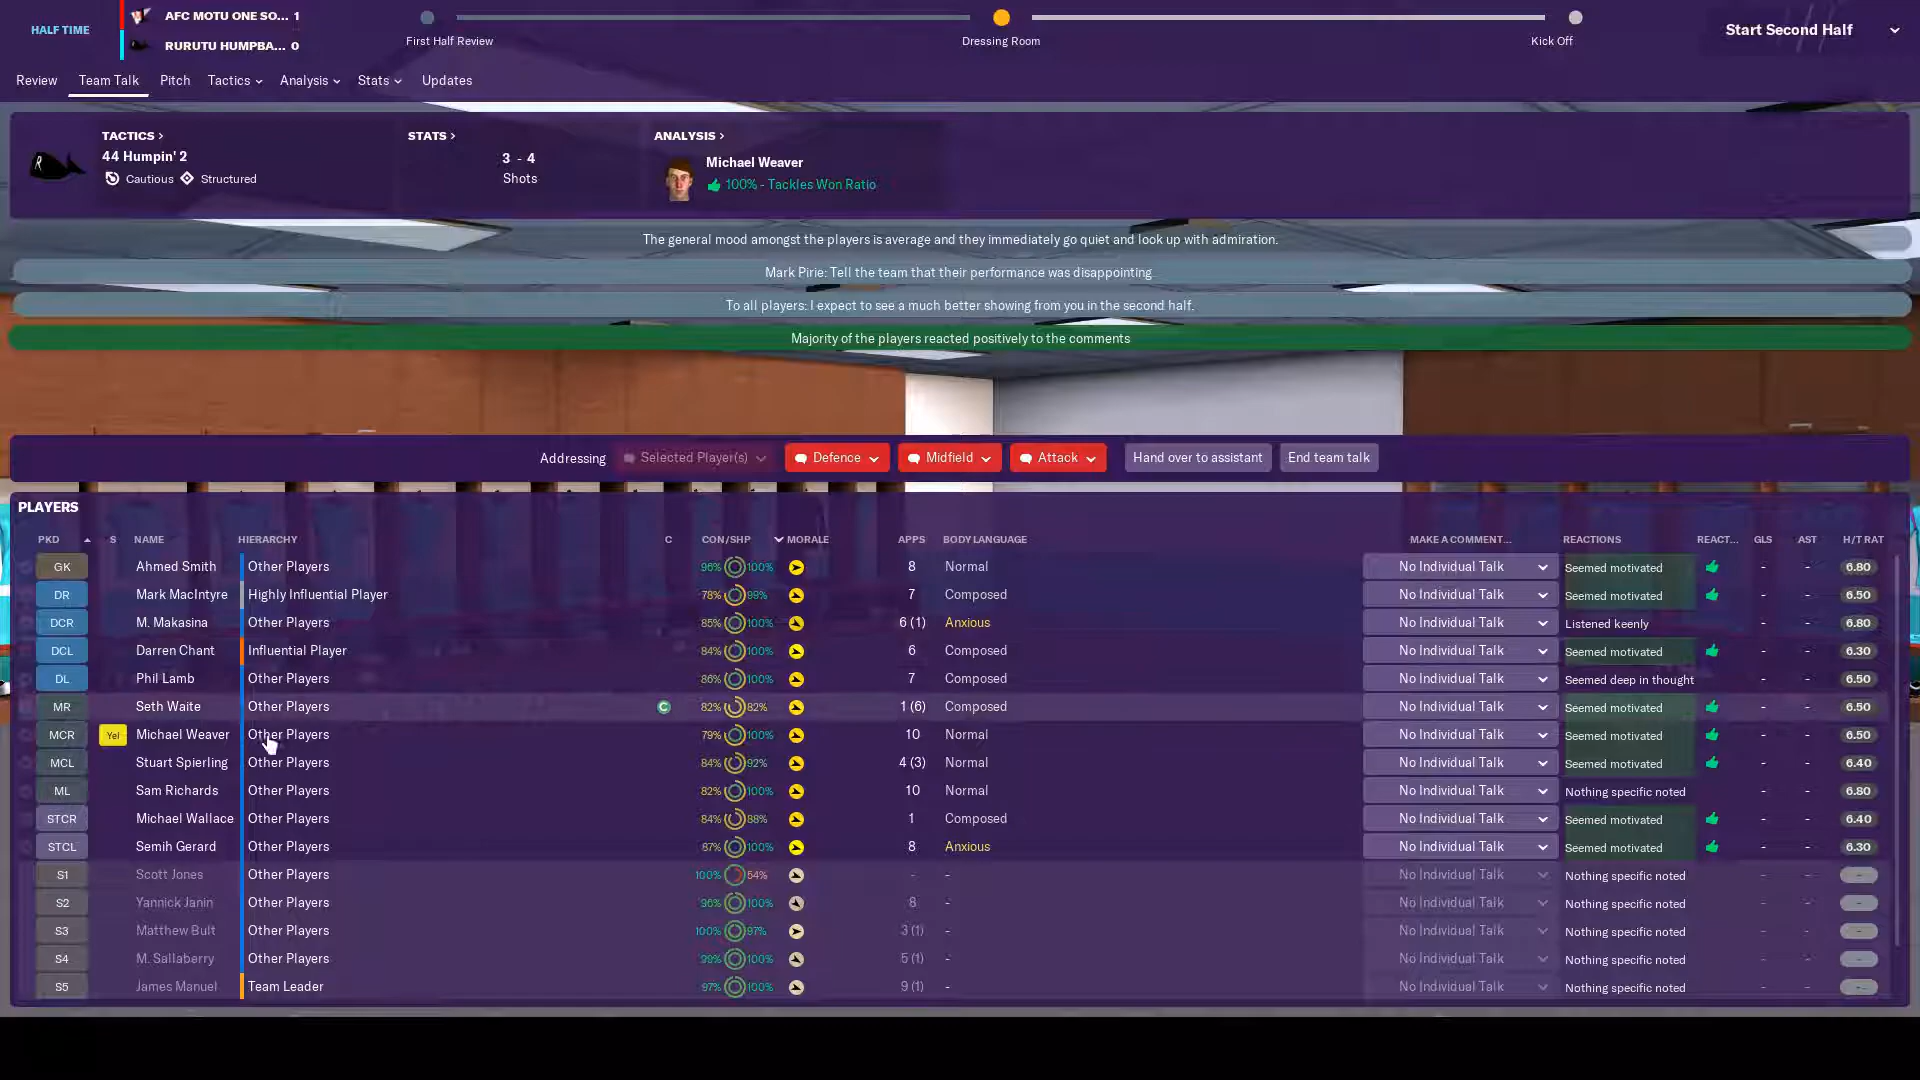 HALF TIME
AFC MOTU ONE SO... 1
RURUTU HUMPBA... 0
First Half Review
Dressing Room
Kick Off
Start Second Half
Review Team Talk Pitch Tactics Analysis Stats Updates
TACTICS >
44 Humpin' 2
Cautious Structured
STATS >
3 - 4
Shots
ANALYSIS >
Michael Weaver
100% - Tackles Won Ratio
The general mood amongst the players is average and they immediately go quiet and look up with admiration.
Mark Pirie: Tell the team that their performance was disappointing
To all players: I expect to see a much better showing from you in the second half.
Majority of the players reacted positively to the comments
Addressing Selected Player(s) Defence Midfield Attack Hand over to assistant End team talk
PLAYERS
PKD S NAME HIERARCHY C CON/SHP MORALE APPS BODY LANGUAGE MAKE A COMMENT... REACTIONS REACT... GLS AST H/T RAT
GK Ahmed Smith Other Players 96% 100% 8 Normal No Individual Talk Seemed motivated - - 6.80
DR Mark MacIntyre Highly Influential Player 78% 99% 7 Composed No Individual Talk Seemed motivated - - 6.50
DCR M. Makasina Other Players 85% 100% 6 (1) Anxious No Individual Talk Listened keenly - - 6.80
DCL Darren Chant Influential Player 84% 100% 6 Composed No Individual Talk Seemed motivated - - 6.30
DL Phil Lamb Other Players 86% 100% 7 Composed No Individual Talk Seemed deep in thought - - 6.50
MR Seth Waite Other Players C 82% 82% 1 (6) Composed No Individual Talk Seemed motivated - - 6.50
MCR Yel Michael Weaver Other Players 79% 100% 10 Normal No Individual Talk Seemed motivated - - 6.50
MCL Stuart Spierling Other Players 84% 92% 4 (3) Normal No Individual Talk Seemed motivated - - 6.40
ML Sam Richards Other Players 82% 100% 10 Normal No Individual Talk Nothing specific noted - - 6.80
STCR Michael Wallace Other Players 84% 88% 1 Composed No Individual Talk Seemed motivated - - 6.40
STCL Semih Gerard Other Players 87% 100% 8 Anxious No Individual Talk Seemed motivated - - 6.30
S1 Scott Jones Other Players 100% 54% - - No Individual Talk Nothing specific noted - - -
S2 Yannick Janin Other Players 96% 100% 8 - No Individual Talk Nothing specific noted - - -
S3 Matthew Bult Other Players 100% 97% 3 (1) - No Individual Talk Nothing specific noted - - -
S4 M. Sallaberry Other Players 99% 100% 5 (1) - No Individual Talk Nothing specific noted - - -
S5 James Manuel Team Leader 97% 100% 9 (1) - No Individual Talk Nothing specific noted - - -